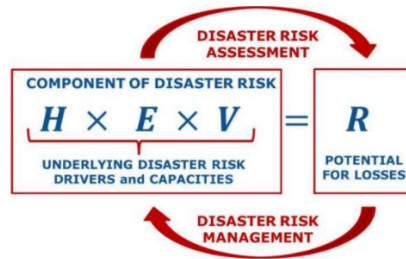 DISASTER RISK
ASSESSMENT
COMPONENT OF DISASTER RISK
H × E × V = R
UNDERLYING DISASTER RISK
DRIVERS and CAPACITIES
POTENTIAL
FOR LOSSES
DISASTER RISK
MANAGEMENT